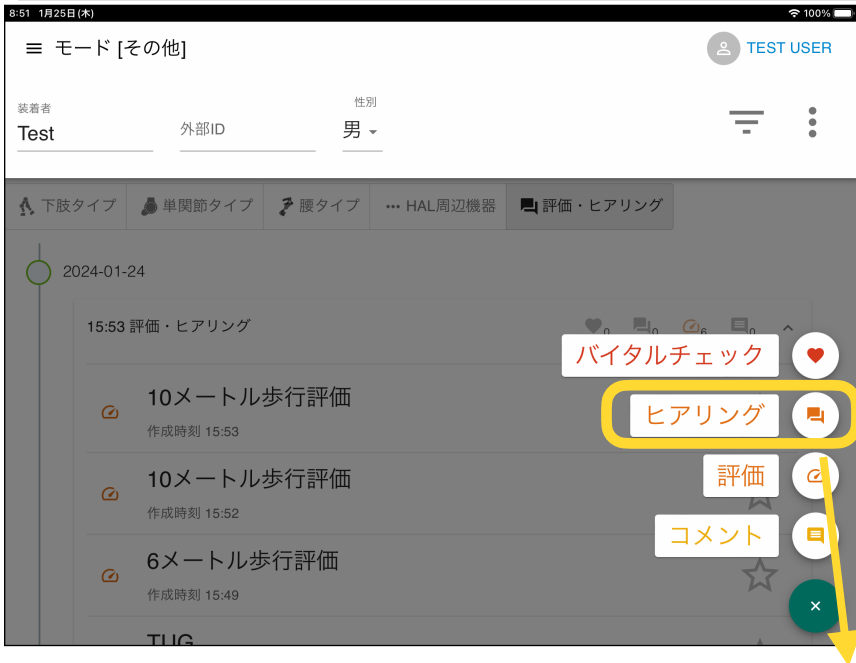 8:51 1月25日(木) 100%
モード [その他]
TEST USER
装着者
Test
外部ID
性別
男
下肢タイプ
単関節タイプ
腰タイプ
HAL周辺機器
評価・ヒアリング
2024-01-24
15:53 評価・ヒアリング
0 0 6 0
バイタルチェック
10メートル歩行評価
作成時刻 15:53
ヒアリング
10メートル歩行評価
作成時刻 15:52
評価
コメント
6メートル歩行評価
作成時刻 15:49
TUG